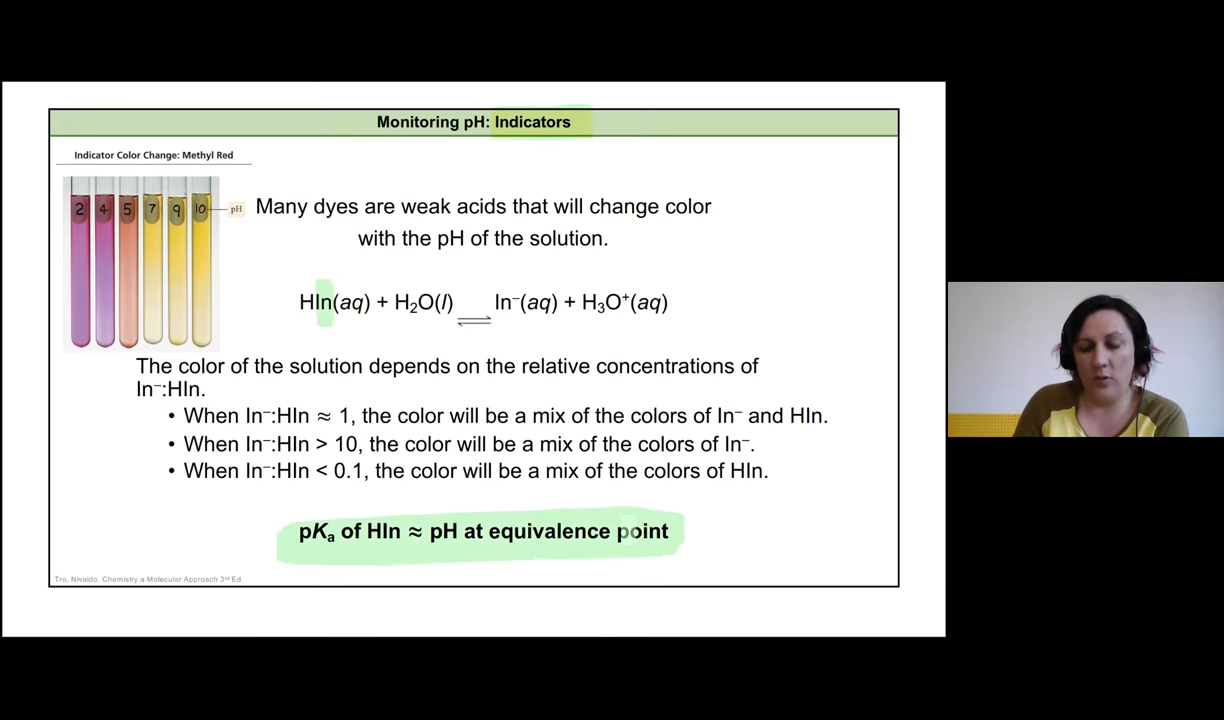 Monitoring pH: Indicators
Indicator Color Change: Methyl Red
2 4 5 7 9 10 pH
Many dyes are weak acids that will change color
with the pH of the solution.
HIn(aq) + H₂O(l) ⇌ In⁻(aq) + H₃O⁺(aq)
The color of the solution depends on the relative concentrations of
In⁻:HIn.
• When In⁻:HIn ≈ 1, the color will be a mix of the colors of In⁻ and HIn.
• When In⁻:HIn > 10, the color will be a mix of the colors of In⁻.
• When In⁻:HIn < 0.1, the color will be a mix of the colors of HIn.
pKₐ of HIn ≈ pH at equivalence point
Tro, Nivaldo. Chemistry a Molecular Approach 3ʳᵈ Ed.